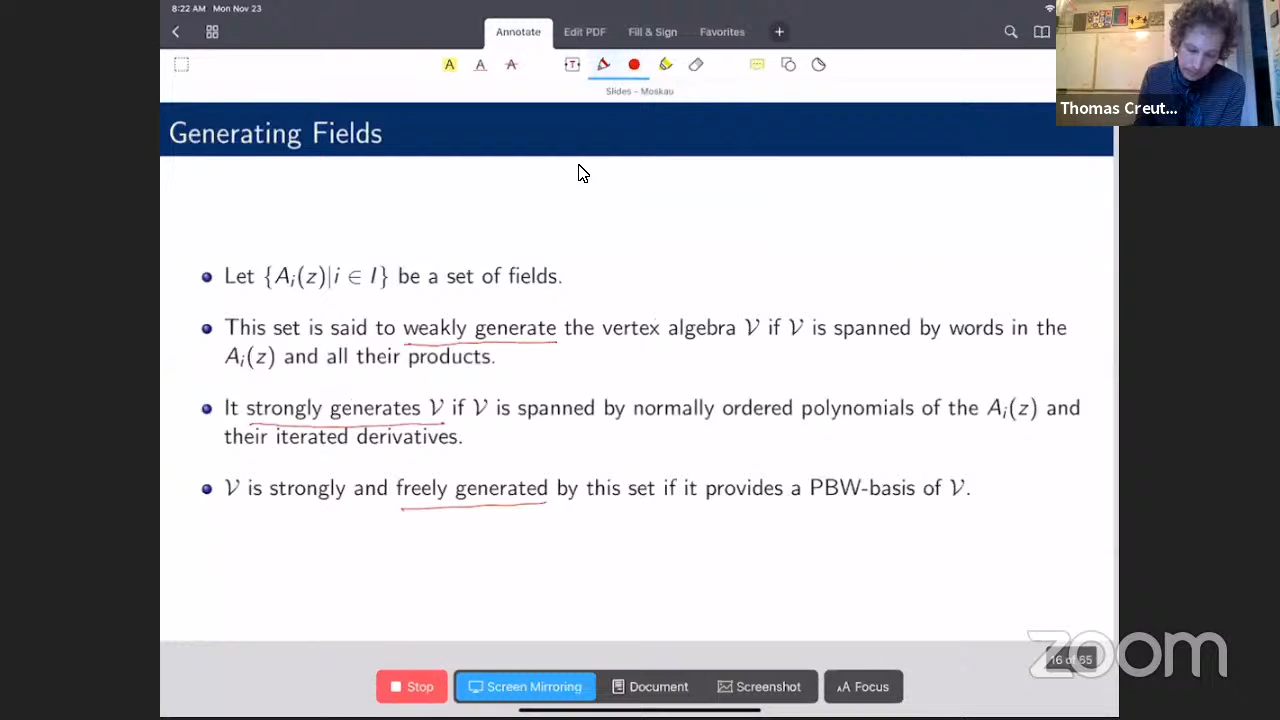 8:22 AM Mon Nov 23
Annotate Edit PDF Fill & Sign Favorites +
A A A T
Slides – Moskau
Thomas Creut...
Generating Fields
Let {A_i(z)|i ∈ I} be a set of fields.
This set is said to weakly generate the vertex algebra 𝒱 if 𝒱 is spanned by words in the
A_i(z) and all their products.
It strongly generates 𝒱 if 𝒱 is spanned by normally ordered polynomials of the A_i(z) and
their iterated derivatives.
𝒱 is strongly and freely generated by this set if it provides a PBW-basis of 𝒱.
zoom
16 of 65
Stop Screen Mirroring Document Screenshot AA Focus